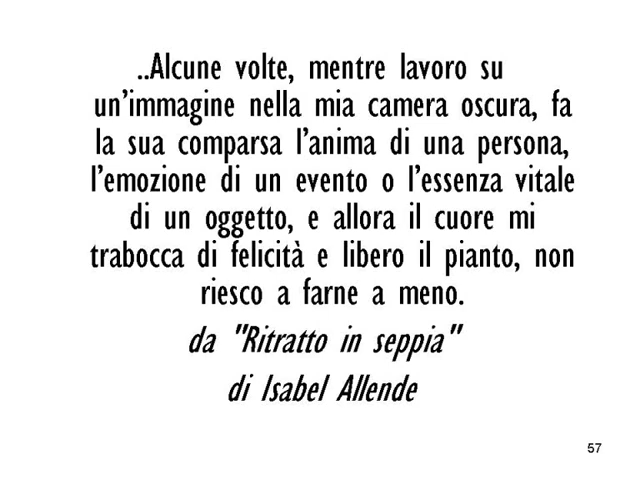 ..Alcune volte, mentre lavoro su
un'immagine nella mia camera oscura, fa
la sua comparsa l'anima di una persona,
l'emozione di un evento o l'essenza vitale
di un oggetto, e allora il cuore mi
trabocca di felicità e libero il pianto, non
riesco a farne a meno.
da "Ritratto in seppia"
di Isabel Allende
57